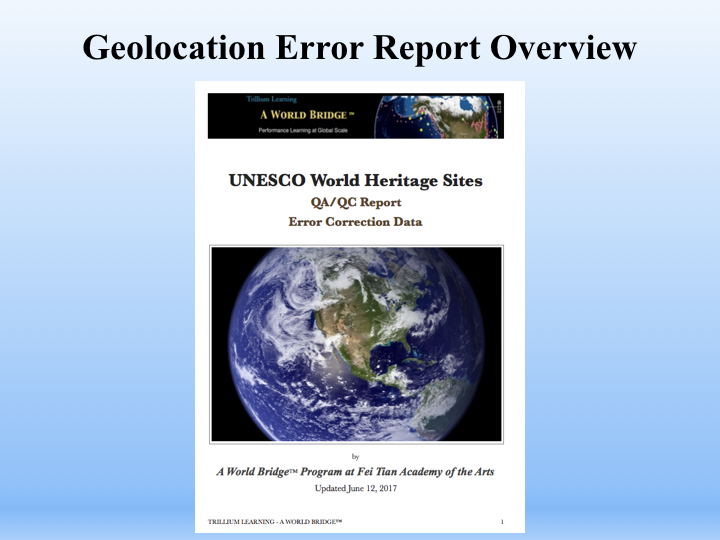 Geolocation Error Report Overview
Trillium Learning
A WORLD BRIDGE™
Performance Learning at Global Scale
UNESCO World Heritage Sites
QA/QC Report
Error Correction Data
by
A World Bridge™ Program at Fei Tian Academy of the Arts
Updated June 12, 2017
TRILLIUM LEARNING - A WORLD BRIDGE™ 1